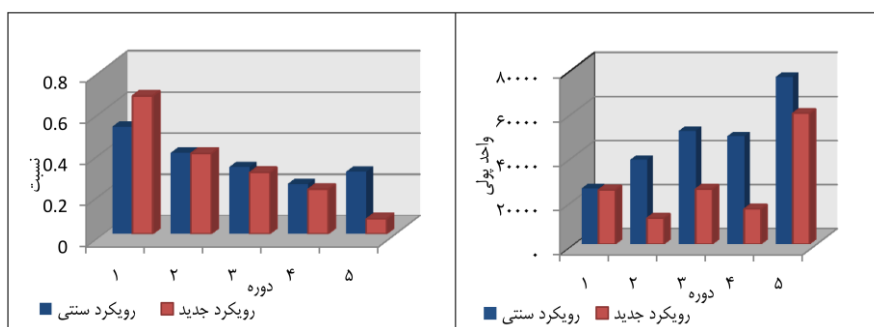 0.8
0.6
0.4
0.2
0
نسبت
۱ ۲ ۳ ۴ ۵
دوره
رویکرد سنتی رویکرد جدید
۸۰۰۰۰
۶۰۰۰۰
۴۰۰۰۰
۲۰۰۰۰
۰
واحد پولی
۱ ۲ ۳ ۴ ۵
دوره
رویکرد سنتی رویکرد جدید